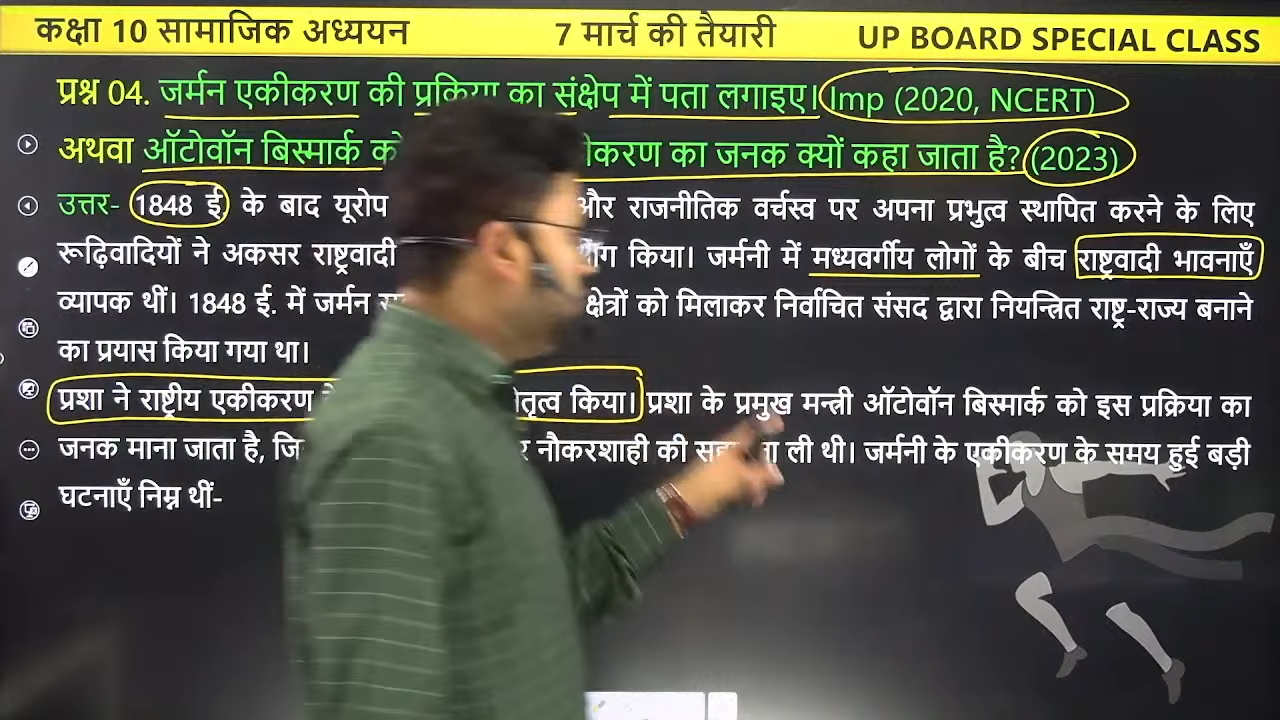 कक्षा 10 सामाजिक अध्ययन 7 मार्च की तैयारी UP BOARD SPECIAL CLASS
प्रश्न 04. जर्मन एकीकरण की प्रक्रिया का संक्षेप में पता लगाइए। Imp (2020, NCERT)
अथवा ऑटोवॉन बिस्मार्क का जनक क्यों कहा जाता है? (2023)
उत्तर- 1848 ई. के बाद यूरोप और राजनीतिक वर्चस्व पर अपना प्रभुत्व स्थापित करने के लिए
रूढ़िवादियों ने अकसर राष्ट्रवादी किया। जर्मनी में मध्यवर्गीय लोगों के बीच राष्ट्रवादी भावनाएँ
व्यापक थीं। 1848 ई. में जर्मन क्षेत्रों को मिलाकर निर्वाचित संसद द्वारा नियन्त्रित राष्ट्र-राज्य बनाने
का प्रयास किया गया था।
प्रशा ने राष्ट्रीय एकीकरण किया। प्रशा के प्रमुख मन्त्री ऑटोवॉन बिस्मार्क को इस प्रक्रिया का
जनक माना जाता है, नौकरशाही की ली थी। जर्मनी के एकीकरण के समय हुई बड़ी
घटनाएँ निम्न थीं-